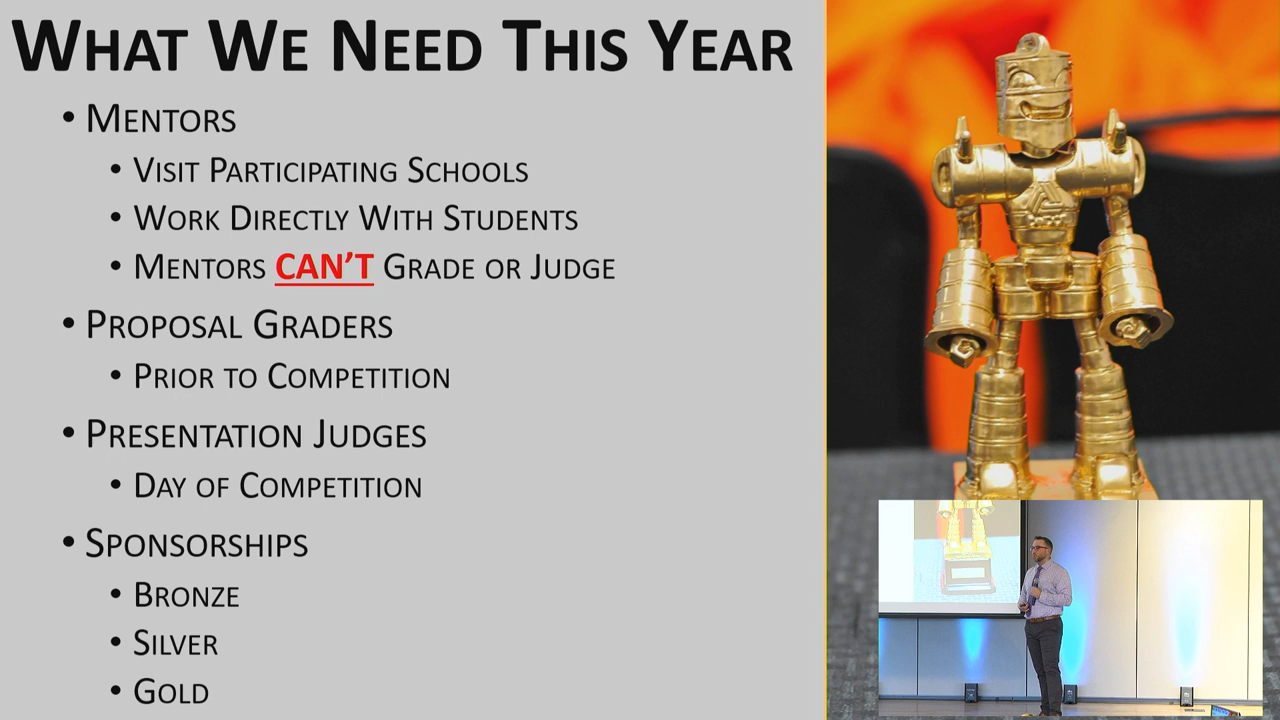 WHAT WE NEED THIS YEAR
• MENTORS
• VISIT PARTICIPATING SCHOOLS
• WORK DIRECTLY WITH STUDENTS
• MENTORS CAN'T GRADE OR JUDGE
• PROPOSAL GRADERS
• PRIOR TO COMPETITION
• PRESENTATION JUDGES
• DAY OF COMPETITION
• SPONSORSHIPS
• BRONZE
• SILVER
• GOLD